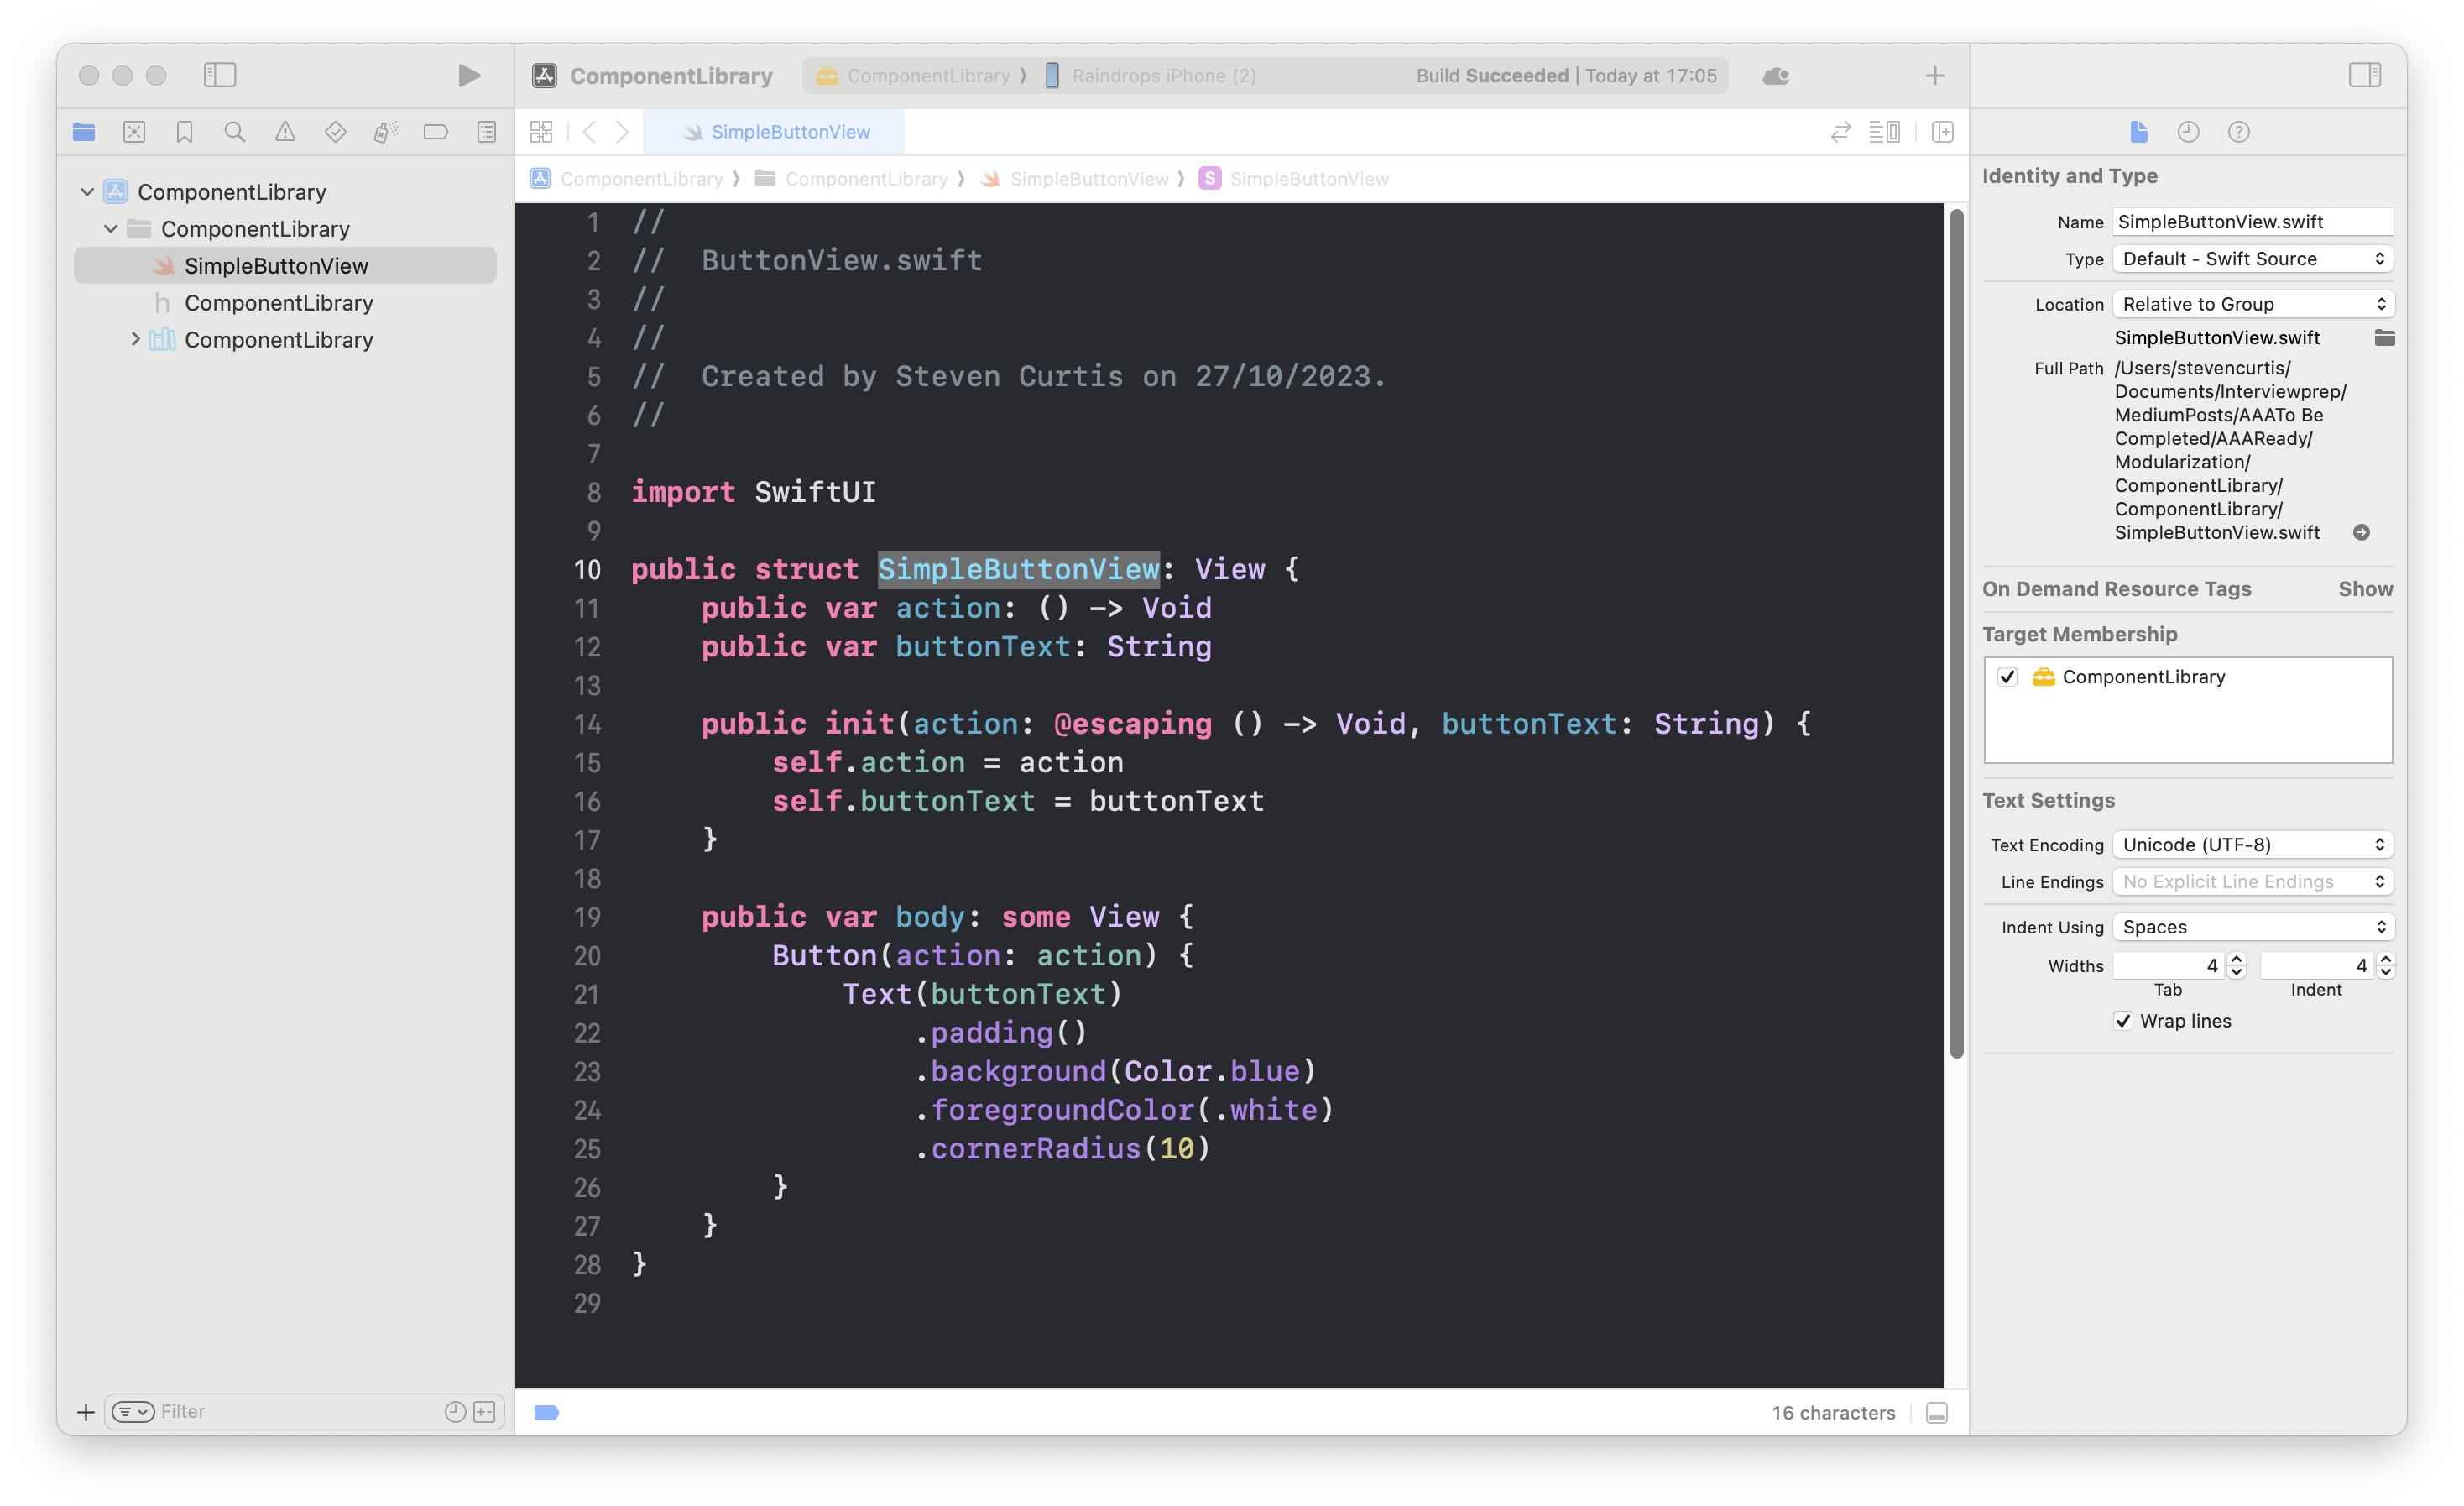 ComponentLibrary
ComponentLibrary ⟩ Raindrops iPhone (2)
Build Succeeded | Today at 17:05
SimpleButtonView
ComponentLibrary ⟩ ComponentLibrary ⟩ SimpleButtonView ⟩ S SimpleButtonView
ComponentLibrary
ComponentLibrary
SimpleButtonView
h ComponentLibrary
ComponentLibrary
Filter
1 //
2 //  ButtonView.swift
3 //
4 //
5 //  Created by Steven Curtis on 27/10/2023.
6 //
7
8 import SwiftUI
9
10 public struct SimpleButtonView: View {
11     public var action: () -> Void
12     public var buttonText: String
13
14     public init(action: @escaping () -> Void, buttonText: String) {
15         self.action = action
16         self.buttonText = buttonText
17     }
18
19     public var body: some View {
20         Button(action: action) {
21             Text(buttonText)
22                 .padding()
23                 .background(Color.blue)
24                 .foregroundColor(.white)
25                 .cornerRadius(10)
26         }
27     }
28 }
29
16 characters
Identity and Type
Name SimpleButtonView.swift
Type Default - Swift Source
Location Relative to Group
SimpleButtonView.swift
Full Path /Users/stevencurtis/
Documents/Interviewprep/
MediumPosts/AAATo Be
Completed/AAAReady/
Modularization/
ComponentLibrary/
ComponentLibrary/
SimpleButtonView.swift
On Demand Resource Tags Show
Target Membership
ComponentLibrary
Text Settings
Text Encoding Unicode (UTF-8)
Line Endings No Explicit Line Endings
Indent Using Spaces
Widths 4 4
Tab Indent
Wrap lines